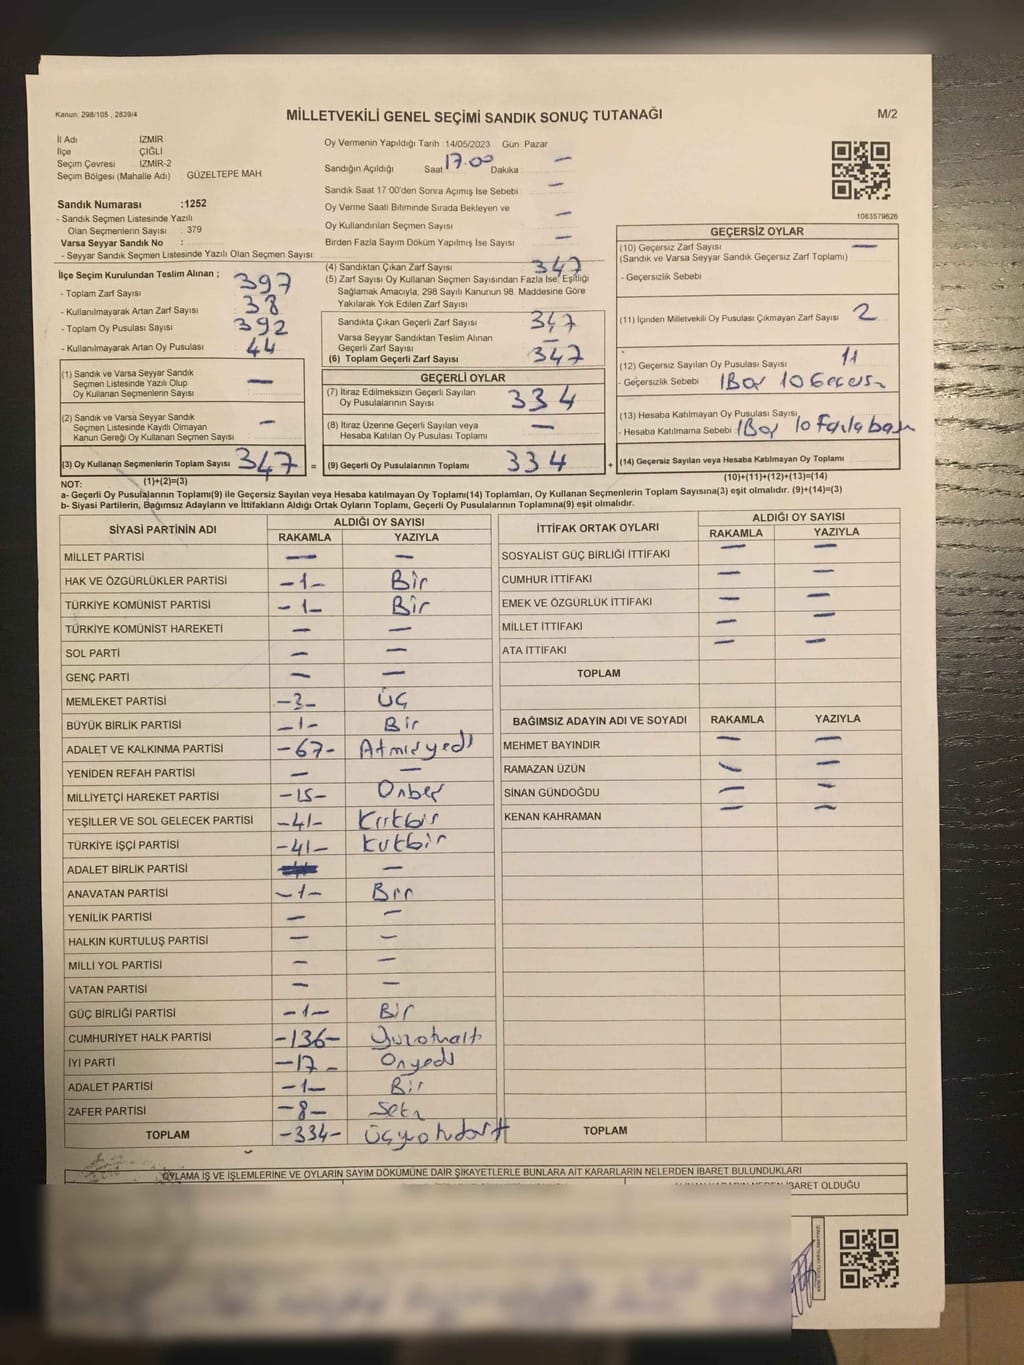 Kanun: 298/105 , 2839/4
MİLLETVEKİLİ GENEL SEÇİMİ SANDIK SONUÇ TUTANAĞI
M/2
İl Adı : İZMİR
İlçe : ÇİĞLİ
Seçim Çevresi : İZMİR-2
Seçim Bölgesi (Mahalle Adı) GÜZELTEPE MAH.
Sandık Numarası :1252
- Sandık Seçmen Listesinde Yazılı
Olan Seçmenlerin Sayısı : 379
Varsa Seyyar Sandık No :
- Seyyar Sandık Seçmen Listesinde Yazılı Olan Seçmen Sayısı :
Oy Vermenin Yapıldığı Tarih 14/05/2023 Gün: Pazar
Sandığın Açıldığı Saat 17.00 Dakika : —
Sandık Saat 17:00'den Sonra Açımış İse Sebebi —
Oy Verme Saati Bitiminde Sırada Bekleyen ve
Oy Kullandırılan Seçmen Sayısı —
Birden Fazla Sayım Döküm Yapılmış İse Sayısı —
1083579626
İlçe Seçim Kurulundan Teslim Alınan ;
- Toplam Zarf Sayısı 397
- Kullanılmayarak Artan Zarf Sayısı 38
- Toplam Oy Pusulası Sayısı 392
- Kullanılmayarak Artan Oy Pusulası 44
(1) Sandık ve Varsa Seyyar Sandık
Seçmen Listesinde Yazılı Olup
Oy Kullanan Seçmenlerin Sayısı —
(2) Sandık ve Varsa Seyyar Sandık
Seçmen Listesinde Kayıtlı Olmayan
Kanun Gereği Oy Kullanan Seçmen Sayısı —
(3) Oy Kullanan Seçmenlerin Toplam Sayısı 347 =
(4) Sandıktan Çıkan Zarf Sayısı 347
(5) Zarf Sayısı Oy Kullanan Seçmen Sayısından Fazla İse, Eşitliği
Sağlamak Amacıyla, 298 Sayılı Kanunun 98. Maddesine Göre
Yakılarak Yok Edilen Zarf Sayısı
Sandıkta Çıkan Geçerli Zarf Sayısı 347
Varsa Seyyar Sandıktan Teslim Alınan
Geçerli Zarf Sayısı —
(6) Toplam Geçerli Zarf Sayısı 347
GEÇERLİ OYLAR
(7) İtiraz Edilmeksizin Geçerli Sayılan
Oy Pusulalarının Sayısı 334
(8) İtiraz Üzerine Geçerli Sayılan veya
Hesaba Katılan Oy Pusulası Toplamı —
(9) Geçerli Oy Pusulalarının Toplamı 334 +
GEÇERSİZ OYLAR
(10) Geçersiz Zarf Sayısı —
(Sandık ve Varsa Seyyar Sandık Geçersiz Zarf Toplamı)
- Geçersizlik Sebebi
(11) İçinden Milletvekili Oy Pusulası Çıkmayan Zarf Sayısı 2
(12) Geçersiz Sayılan Oy Pusulası Sayısı 11
- Geçersizlik Sebebi 1Boş 10
(13) Hesaba Katılmayan Oy Pusulası Sayısı
- Hesaba Katılmama Sebebi 1Boş 10 Fazla
(14) Geçersiz Sayılan veya Hesaba Katılmayan Oy Toplamı
NOT: (1)+(2)=(3)
(10)+(11)+(12)+(13)=(14)
a- Geçerli Oy Pusulalarının Toplamı(9) ile Geçersiz Sayılan veya Hesaba katılmayan Oy Toplamı(14) Toplamları, Oy Kullanan Seçmenlerin Toplam Sayısına(3) eşit olmalıdır. (9)+(14)=(3)
b- Siyasi Partilerin, Bağımsız Adayların ve İttifakların Aldığı Ortak Oyların Toplamı, Geçerli Oy Pusulalarının Toplamına(9) eşit olmalıdır.
SİYASİ PARTİNİN ADI
ALDIĞI OY SAYISI
RAKAMLA YAZIYLA
MİLLET PARTİSİ — —
HAK VE ÖZGÜRLÜKLER PARTİSİ -1- Bir
TÜRKİYE KOMÜNİST PARTİSİ -1- Bir
TÜRKİYE KOMÜNİST HAREKETİ — —
SOL PARTİ — —
GENÇ PARTİ — —
MEMLEKET PARTİSİ -3- Üç
BÜYÜK BİRLİK PARTİSİ -1- Bir
ADALET VE KALKINMA PARTİSİ -67- Atmışyedi
YENİDEN REFAH PARTİSİ — —
MİLLİYETÇİ HAREKET PARTİSİ -15- Onbeş
YEŞİLLER VE SOL GELECEK PARTİSİ -41- Kırkbir
TÜRKİYE İŞÇİ PARTİSİ -41- Kırkbir
ADALET BİRLİK PARTİSİ —
ANAVATAN PARTİSİ -1- Bir
YENİLİK PARTİSİ — —
HALKIN KURTULUŞ PARTİSİ — —
MİLLİ YOL PARTİSİ — —
VATAN PARTİSİ — —
GÜÇ BİRLİĞİ PARTİSİ -1- Bir
CUMHURİYET HALK PARTİSİ -136-
İYİ PARTİ -17- Onyedi
ADALET PARTİSİ -1- Bir
ZAFER PARTİSİ -8- Sekiz
TOPLAM -334-
İTTİFAK ORTAK OYLARI
ALDIĞI OY SAYISI
RAKAMLA YAZIYLA
SOSYALİST GÜÇ BİRLİĞİ İTTİFAKI — —
CUMHUR İTTİFAKI — —
EMEK VE ÖZGÜRLÜK İTTİFAKI — —
MİLLET İTTİFAKI — —
ATA İTTİFAKI — —
TOPLAM
BAĞIMSIZ ADAYIN ADI VE SOYADI RAKAMLA YAZIYLA
MEHMET BAYINDIR — —
RAMAZAN ÜZÜN — —
SİNAN GÜNDOĞDU — —
KENAN KAHRAMAN — —
TOPLAM
OYLAMA İŞ VE İŞLEMLERİNE VE OYLARIN SAYIM DÖKÜMÜNE DAİR ŞİKAYETLERLE BUNLARA AİT KARARLARIN NELERDEN İBARET BULUNDUKLARI
İBARET OLDUĞU